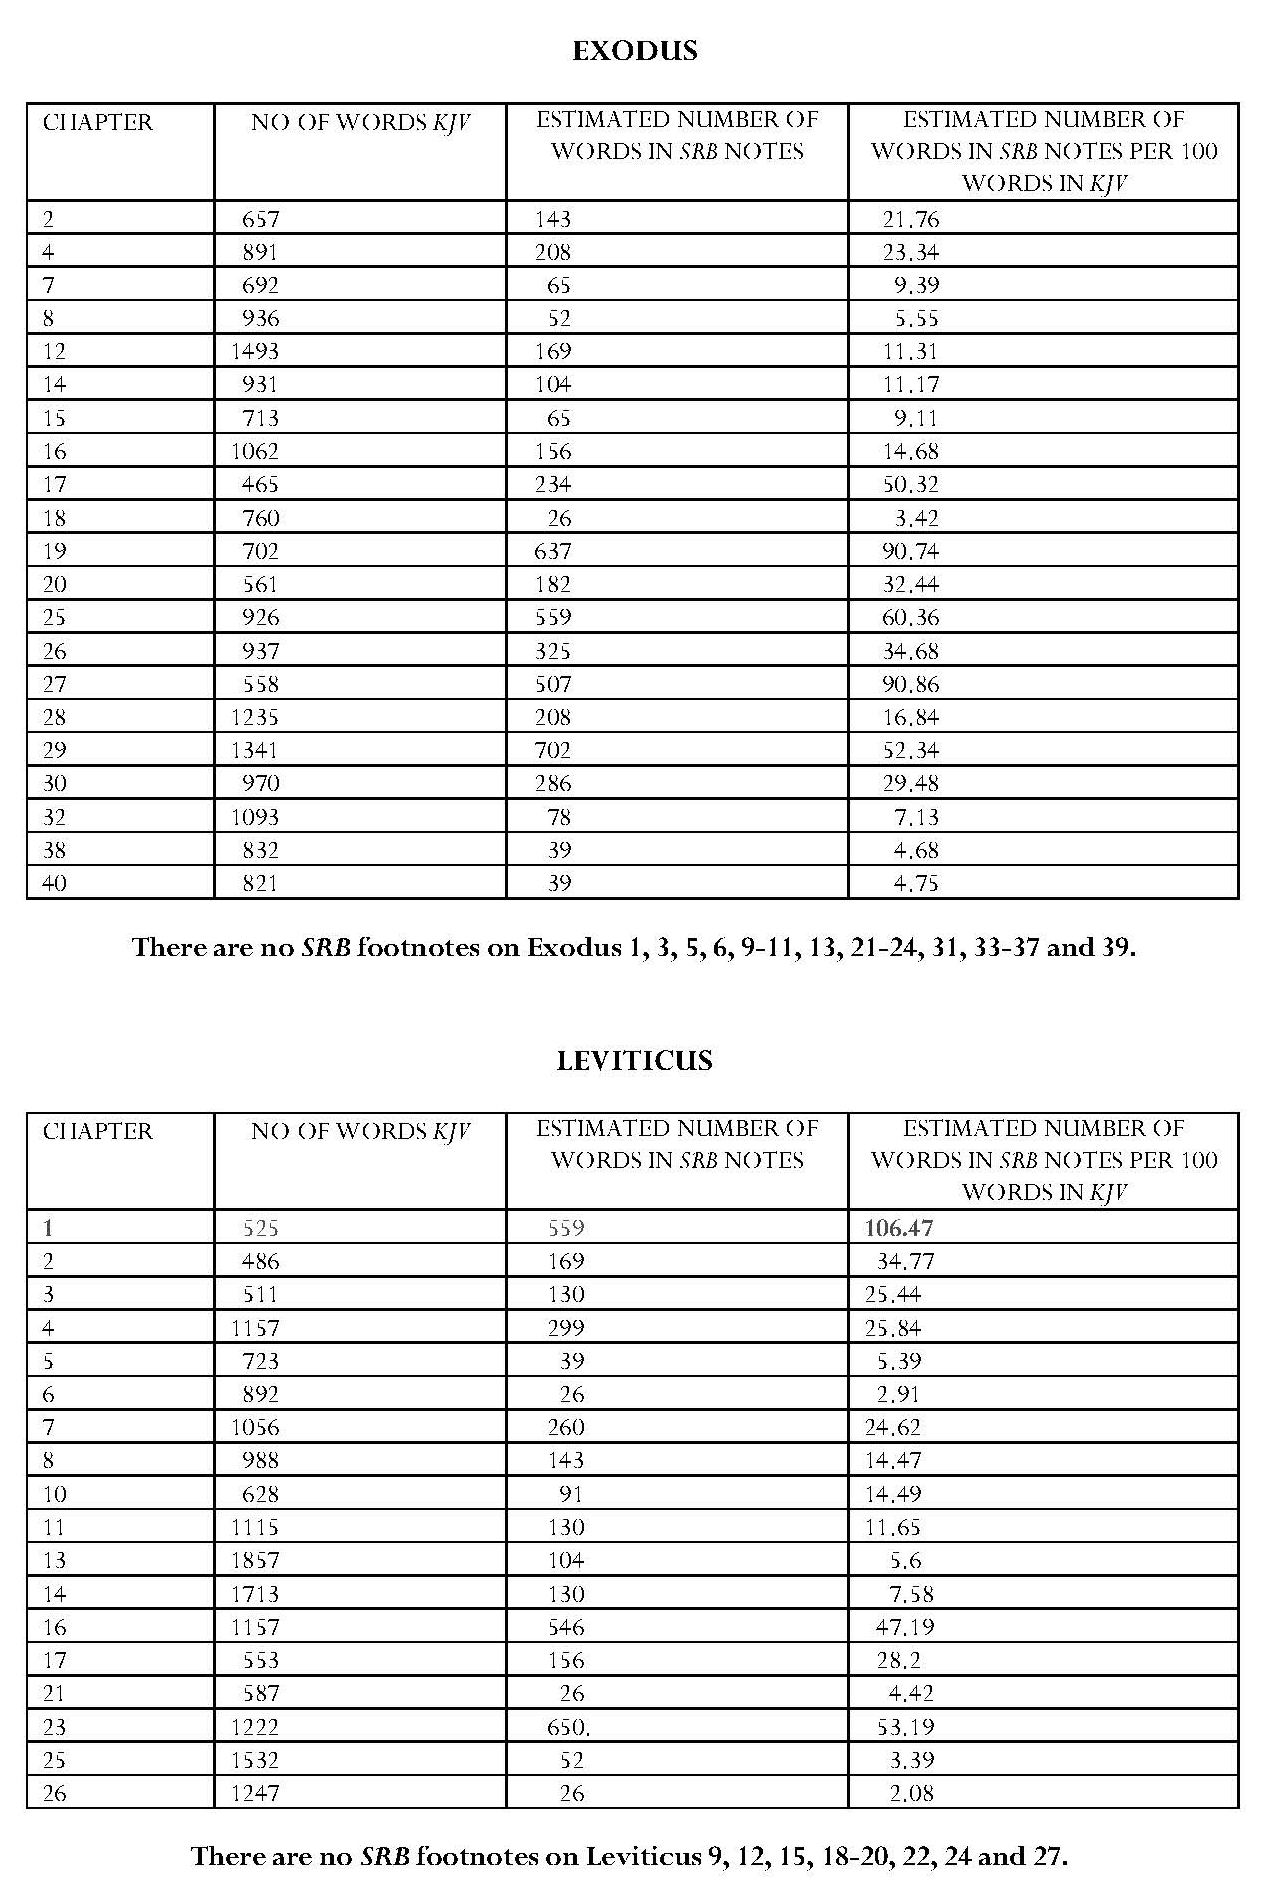 EXODUS
CHAPTER NO OF WORDS KJV ESTIMATED NUMBER OF WORDS IN SRB NOTES ESTIMATED NUMBER OF WORDS IN SRB NOTES PER 100 WORDS IN KJV
2 657 143 21.76
4 891 208 23.34
7 692 65 9.39
8 936 52 5.55
12 1493 169 11.31
14 931 104 11.17
15 713 65 9.11
16 1062 156 14.68
17 465 234 50.32
18 760 26 3.42
19 702 637 90.74
20 561 182 32.44
25 926 559 60.36
26 937 325 34.68
27 558 507 90.86
28 1235 208 16.84
29 1341 702 52.34
30 970 286 29.48
32 1093 78 7.13
38 832 39 4.68
40 821 39 4.75
There are no SRB footnotes on Exodus 1, 3, 5, 6, 9-11, 13, 21-24, 31, 33-37 and 39.
LEVITICUS
CHAPTER NO OF WORDS KJV ESTIMATED NUMBER OF WORDS IN SRB NOTES ESTIMATED NUMBER OF WORDS IN SRB NOTES PER 100 WORDS IN KJV
1 525 559 106.47
2 486 169 34.77
3 511 130 25.44
4 1157 299 25.84
5 723 39 5.39
6 892 26 2.91
7 1056 260 24.62
8 988 143 14.47
10 628 91 14.49
11 1115 130 11.65
13 1857 104 5.6
14 1713 130 7.58
16 1157 546 47.19
17 553 156 28.2
21 587 26 4.42
23 1222 650. 53.19
25 1532 52 3.39
26 1247 26 2.08
There are no SRB footnotes on Leviticus 9, 12, 15, 18-20, 22, 24 and 27.